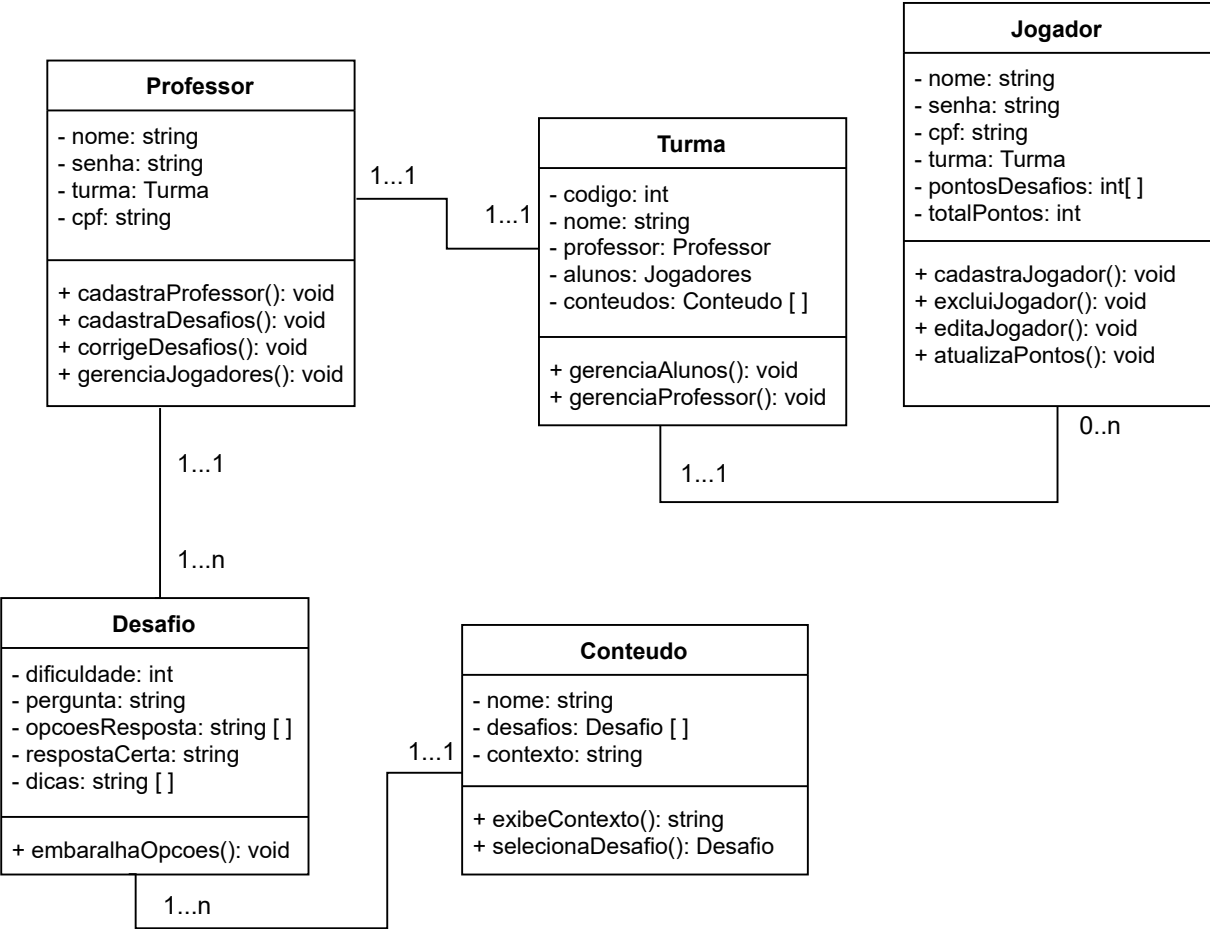 Professor
- nome: string
- senha: string
- turma: Turma
- cpf: string
+ cadastraProfessor(): void
+ cadastraDesafios(): void
+ corrigeDesafios(): void
+ gerenciaJogadores(): void
1...1
1...1
Turma
- codigo: int
- nome: string
- professor: Professor
- alunos: Jogadores
- conteudos: Conteudo [ ]
+ gerenciaAlunos(): void
+ gerenciaProfessor(): void
Jogador
- nome: string
- senha: string
- cpf: string
- turma: Turma
- pontosDesafios: int[ ]
- totalPontos: int
+ cadastraJogador(): void
+ excluiJogador(): void
+ editaJogador(): void
+ atualizaPontos(): void
0..n
1...1
1...1
1...n
Desafio
- dificuldade: int
- pergunta: string
- opcoesResposta: string [ ]
- respostaCerta: string
- dicas: string [ ]
+ embaralhaOpcoes(): void
1...n
1...1
Conteudo
- nome: string
- desafios: Desafio [ ]
- contexto: string
+ exibeContexto(): string
+ selecionaDesafio(): Desafio